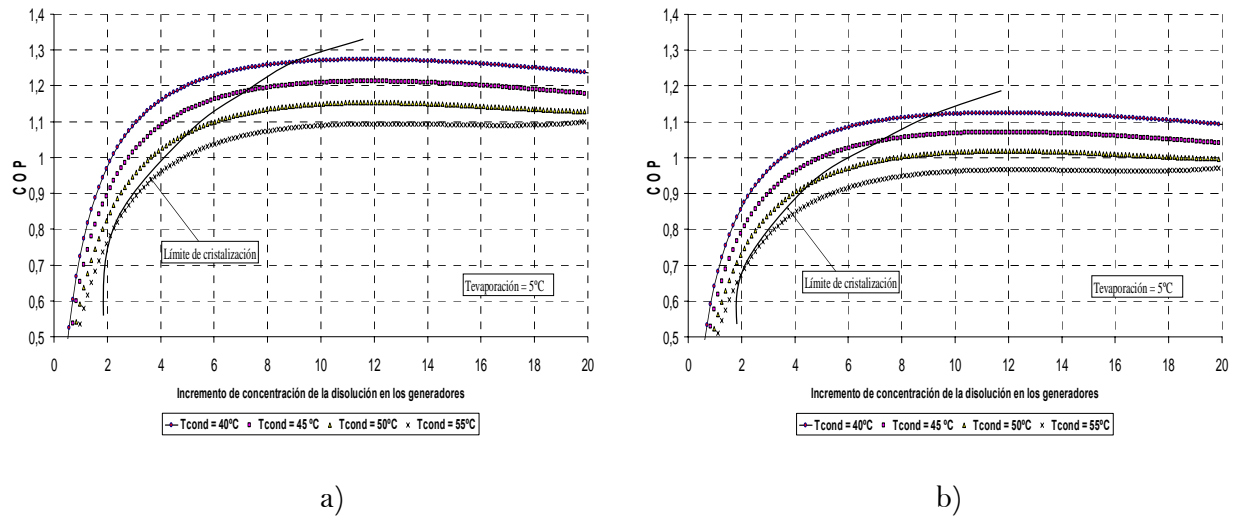 1,4
1,3
1,2
1,1
1
0,9
0,8
0,7
0,6
0,5
C O P
Límite de cristalización
Tevaporación = 5ºC
0 2 4 6 8 10 12 14 16 18 20
Incremento de concentración de la disolución en los generadores
Tcond = 40ºC Tcond = 45 ºC Tcond = 50ºC Tcond = 55ºC
a)
1,4
1,3
1,2
1,1
1
0,9
0,8
0,7
0,6
0,5
C O P
Límite de cristalización
Tevaporación = 5ºC
0 2 4 6 8 10 12 14 16 18 20
Incremento de concentración de la disolución en los generadores
Tcond = 40ºC Tcond = 45 ºC Tcond = 50ºC Tcond = 55ºC
b)